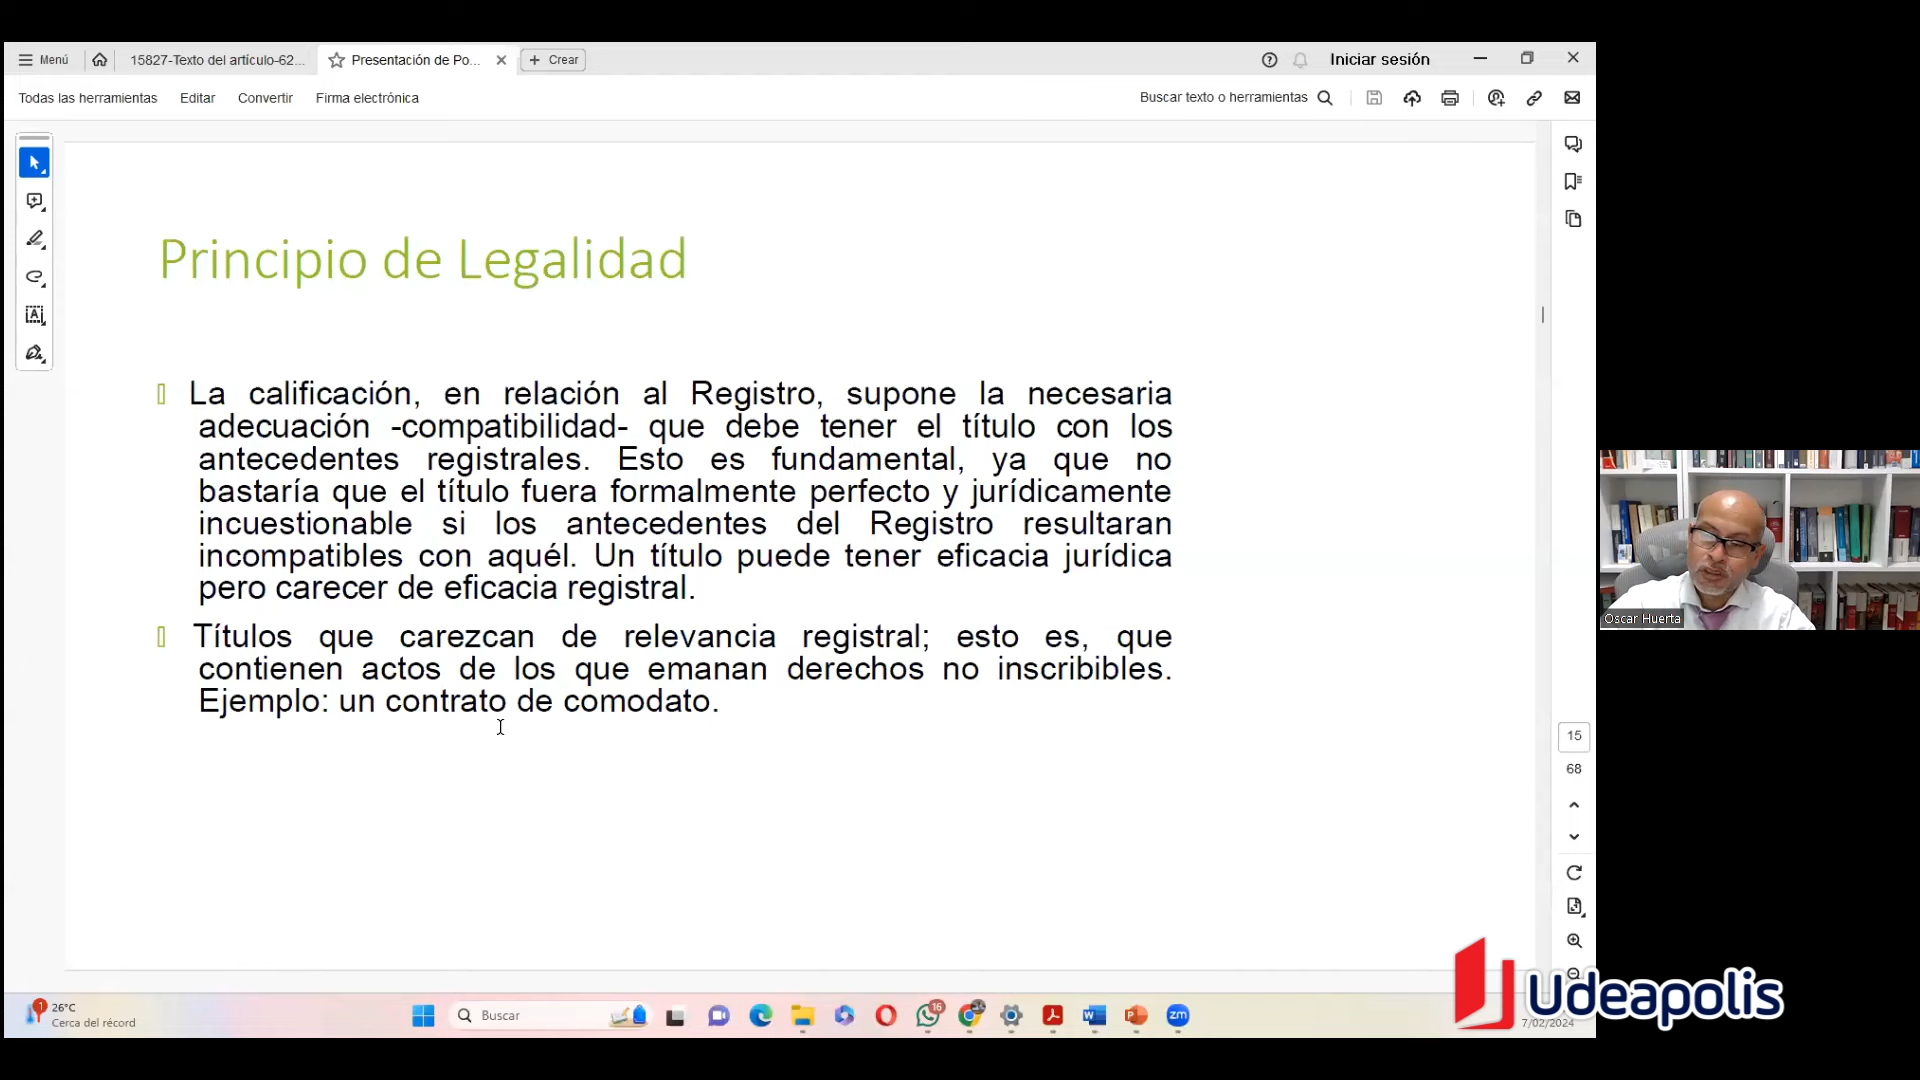 Menú
15827-Texto del artículo-62...
Presentación de Po...
Crear
Iniciar sesión
Todas las herramientas
Editar
Convertir
Firma electrónica
Buscar texto o herramientas
Principio de Legalidad
La calificación, en relación al Registro, supone la necesaria
adecuación -compatibilidad- que debe tener el título con los
antecedentes registrales. Esto es fundamental, ya que no
bastaría que el título fuera formalmente perfecto y jurídicamente
incuestionable si los antecedentes del Registro resultaran
incompatibles con aquél. Un título puede tener eficacia jurídica
pero carecer de eficacia registral.
Títulos que carezcan de relevancia registral; esto es, que
contienen actos de los que emanan derechos no inscribibles.
Ejemplo: un contrato de comodato.
15
68
Oscar Huerta
1
26°C
Cerca del récord
Buscar
16
zm
Udeapolis
7/02/2024